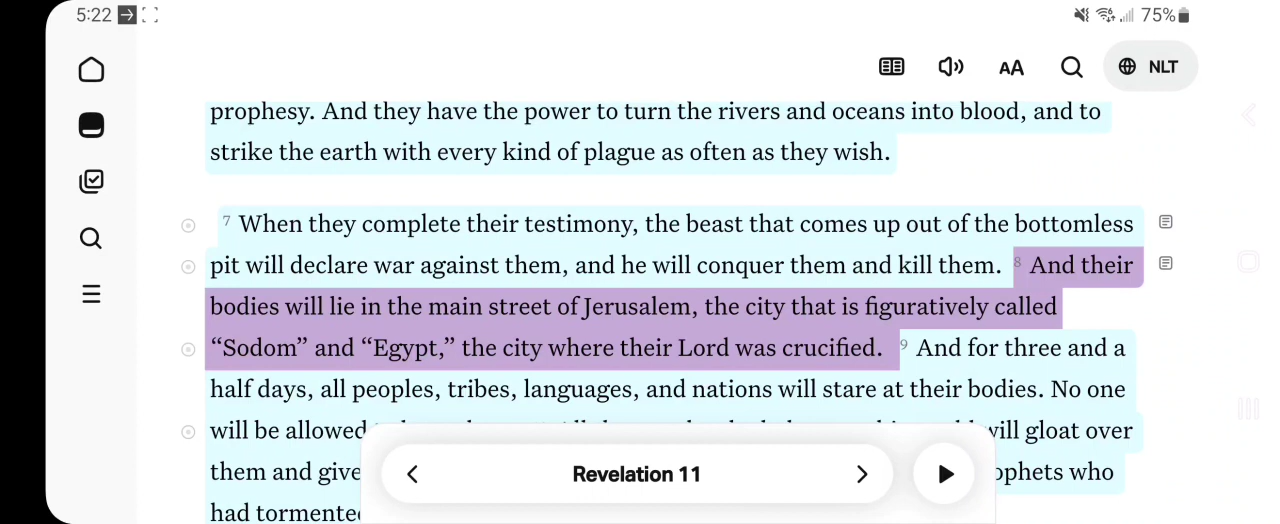 5:22
75%
AA
NLT
prophesy. And they have the power to turn the rivers and oceans into blood, and to
strike the earth with every kind of plague as often as they wish.
7 When they complete their testimony, the beast that comes up out of the bottomless
pit will declare war against them, and he will conquer them and kill them. 8 And their
bodies will lie in the main street of Jerusalem, the city that is figuratively called
“Sodom” and “Egypt,” the city where their Lord was crucified. 9 And for three and a
half days, all peoples, tribes, languages, and nations will stare at their bodies. No one
will be allowed will gloat over
them and give who
had tormented
Revelation 11